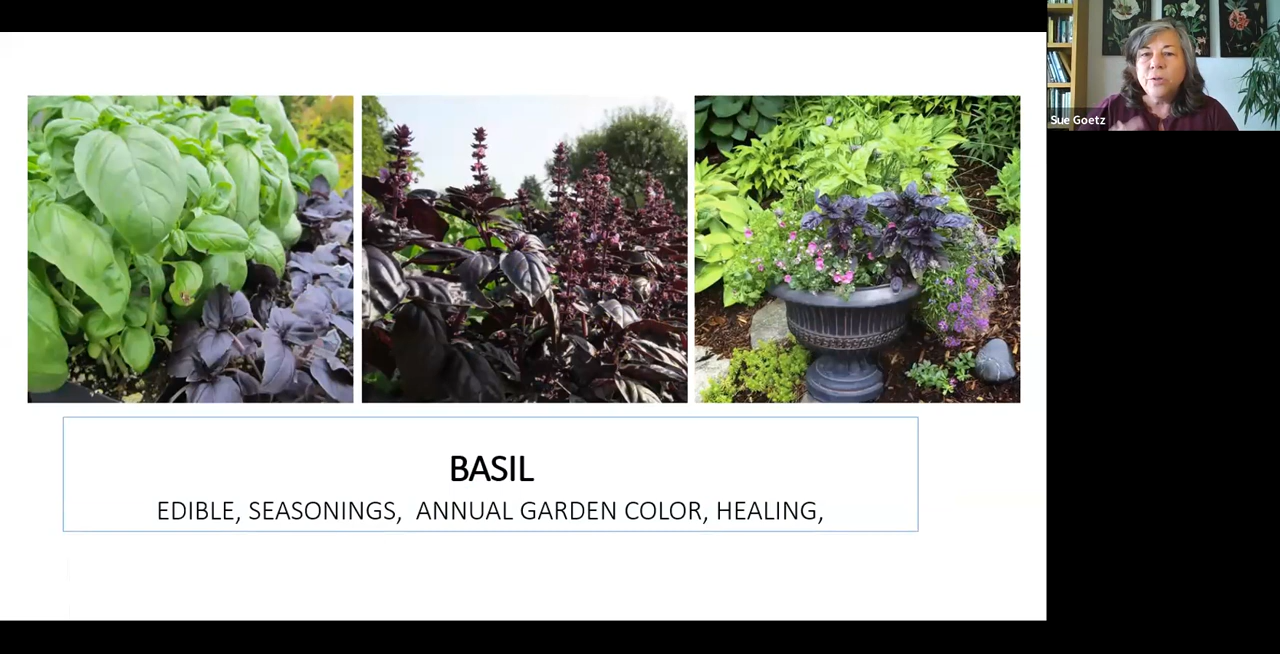 Sue Goetz
BASIL
EDIBLE, SEASONINGS,  ANNUAL GARDEN COLOR, HEALING,